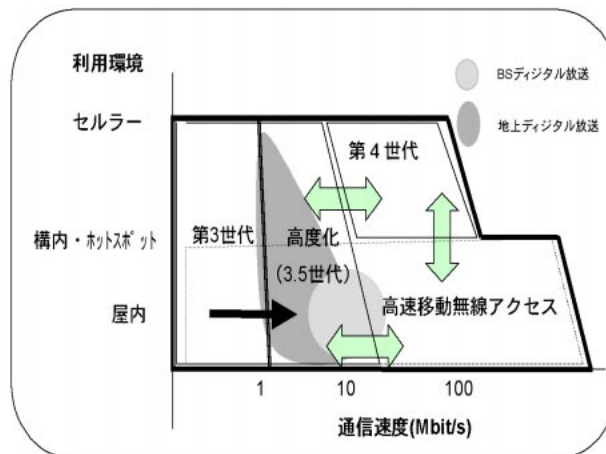 利用環境
BSディジタル放送
地上ディジタル放送
セルラー
第４世代
構内・ホットスポット
第3世代
高度化
（3.5世代）
屋内
高速移動無線アクセス
1
10
100
通信速度(Mbit/s)